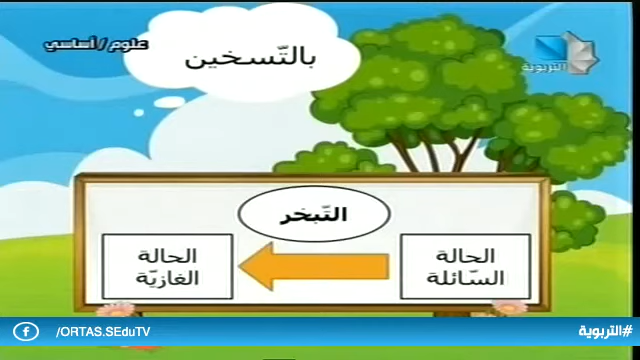 علوم / أساسي
بالتّسخين
التربوية
التّبخر
الحالة
السّائلة
الحالة
الغازيّة
/ORTAS.SEduTV
#التربوية